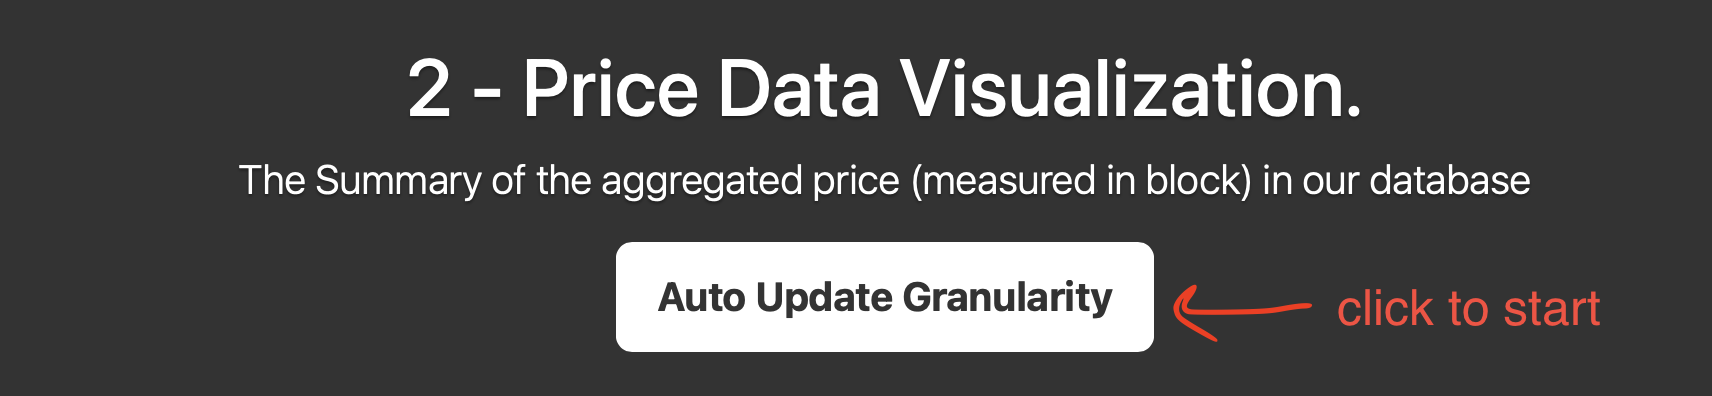 2 - Price Data Visualization.
The Summary of the aggregated price (measured in block) in our database
Auto Update Granularity
click to start